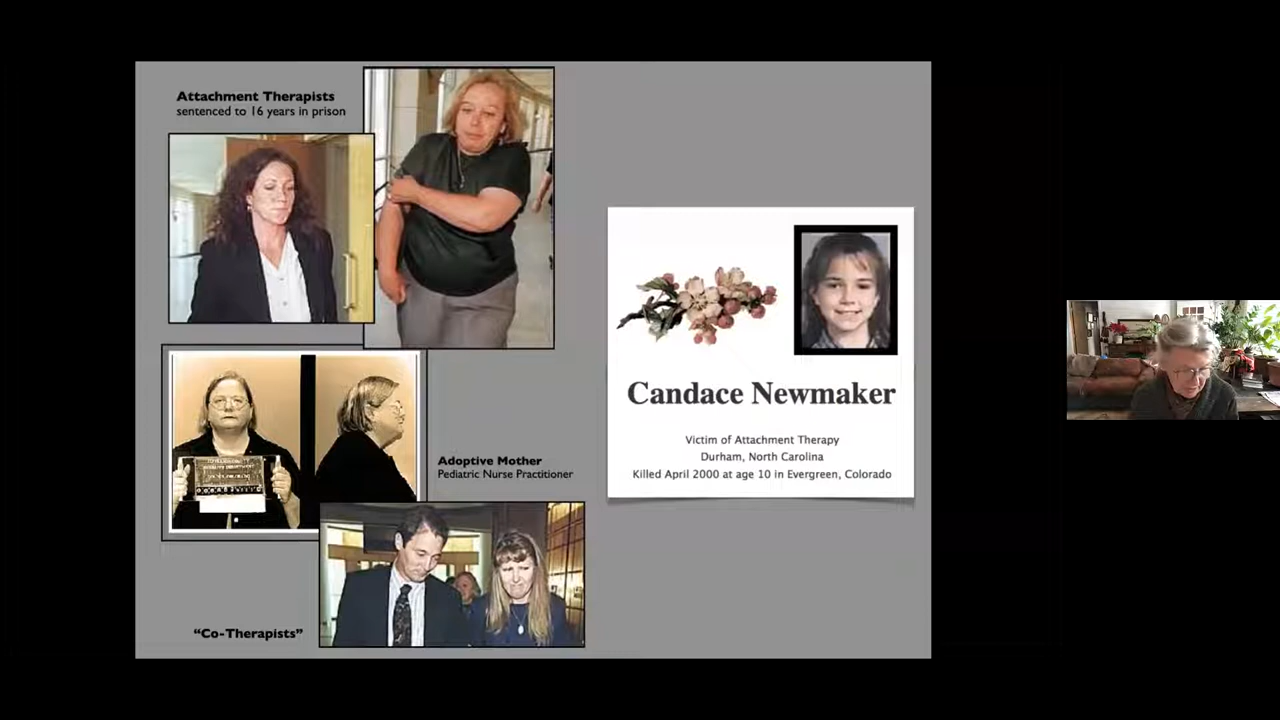 Attachment Therapists
sentenced to 16 years in prison
Adoptive Mother
Pediatric Nurse Practitioner
"Co-Therapists"
Candace Newmaker
Victim of Attachment Therapy
Durham, North Carolina
Killed April 2000 at age 10 in Evergreen, Colorado